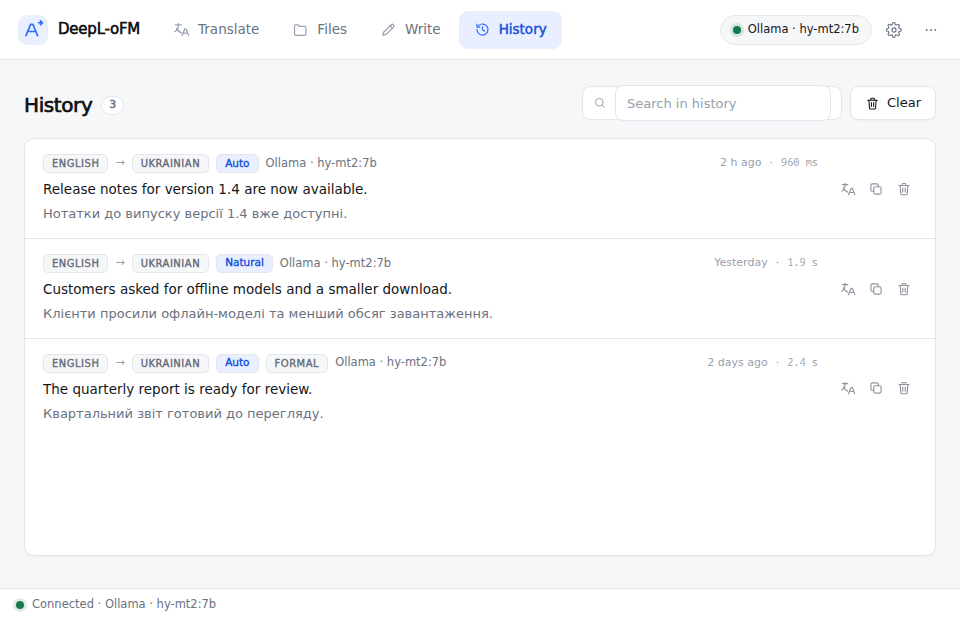 DeepL-oFM Translate Files Write History Ollama · hy-mt2:7b ...
History 3 Search in history Clear
ENGLISH → UKRAINIAN Auto Ollama · hy-mt2:7b 2 h ago · 960 ms
Release notes for version 1.4 are now available.
Нотатки до випуску версії 1.4 вже доступні.
ENGLISH → UKRAINIAN Natural Ollama · hy-mt2:7b Yesterday · 1.9 s
Customers asked for offline models and a smaller download.
Клієнти просили офлайн-моделі та менший обсяг завантаження.
ENGLISH → UKRAINIAN Auto FORMAL Ollama · hy-mt2:7b 2 days ago · 2.4 s
The quarterly report is ready for review.
Квартальний звіт готовий до перегляду.
Connected · Ollama · hy-mt2:7b